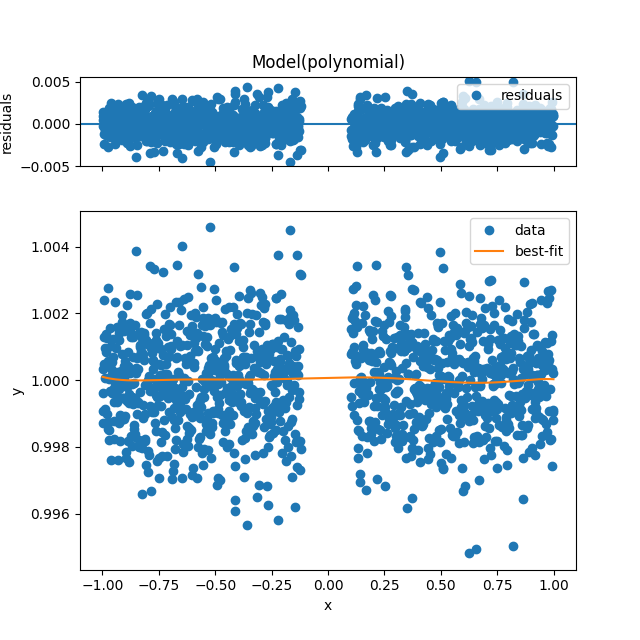 Model(polynomial)
residuals
0.005
0.000
−0.005
residuals
y
1.004
1.002
1.000
0.998
0.996
data
best-fit
−1.00 −0.75 −0.50 −0.25 0.00 0.25 0.50 0.75 1.00
x